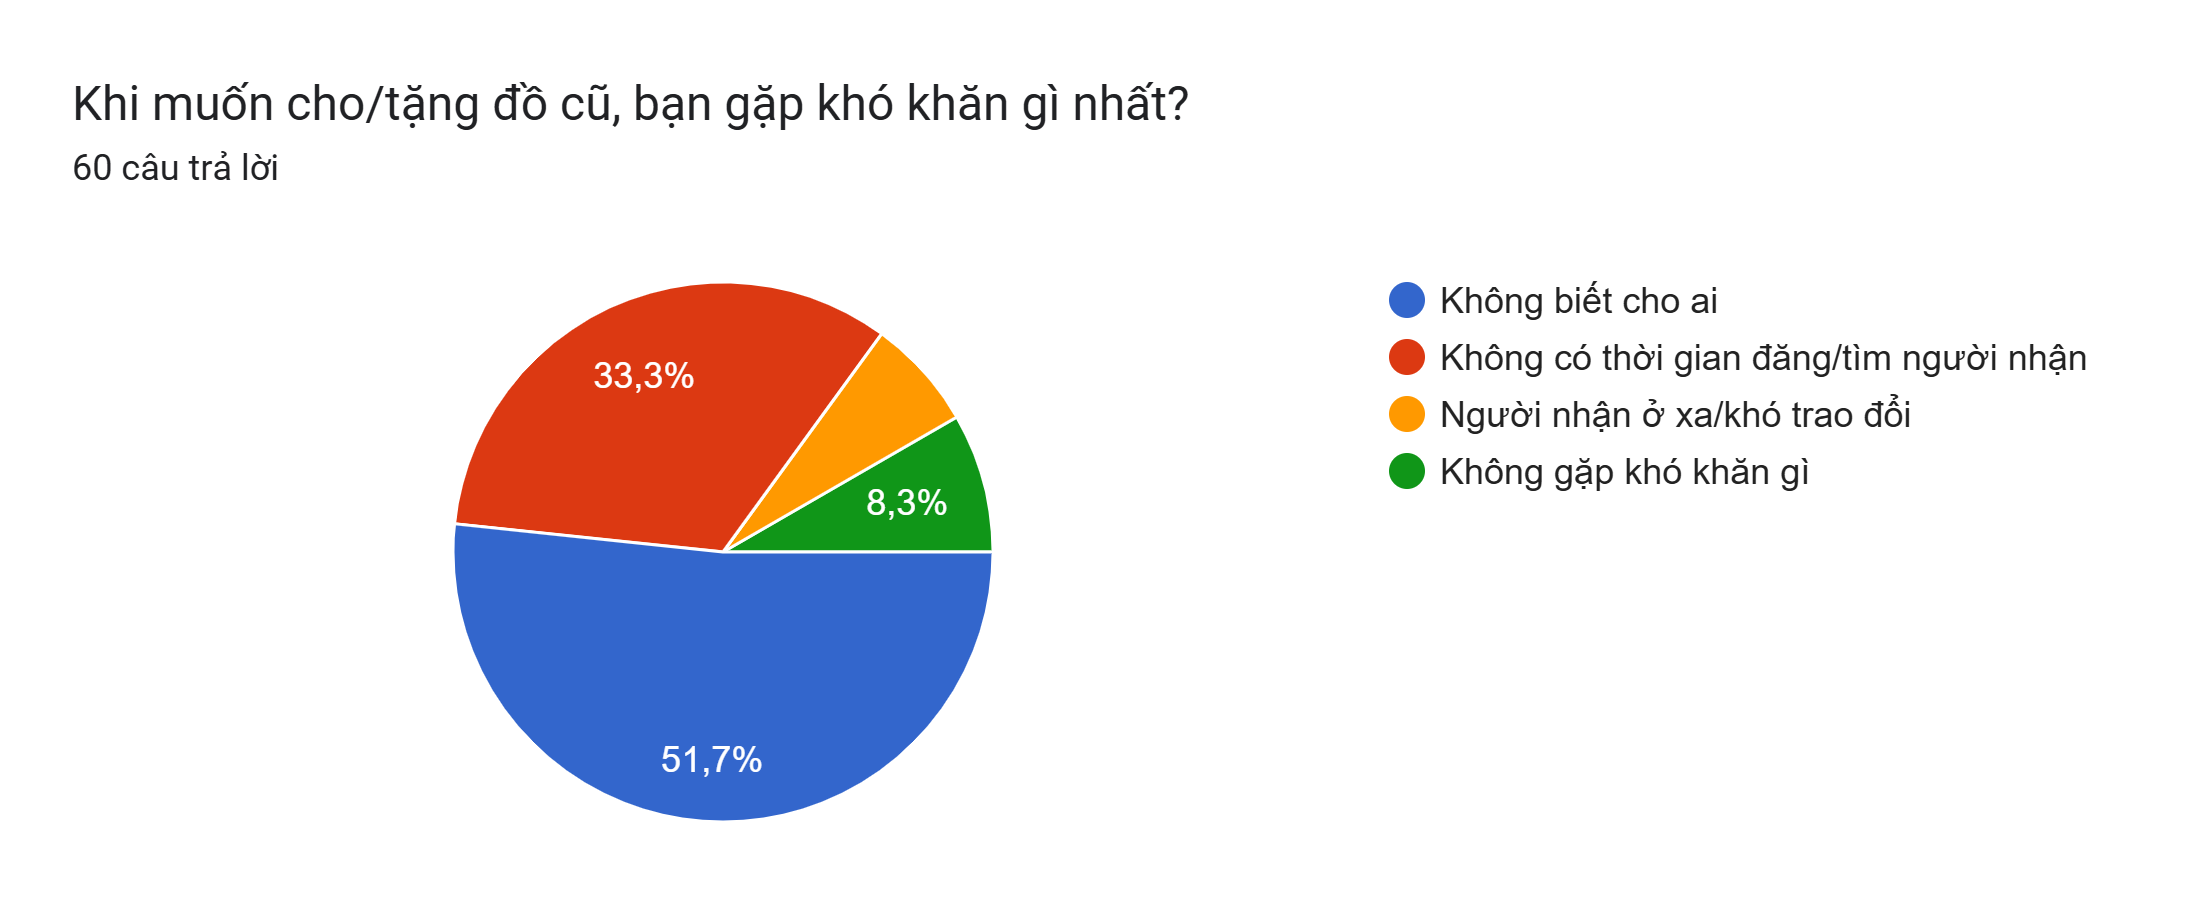 Khi muốn cho/tặng đồ cũ, bạn gặp khó khăn gì nhất?
60 câu trả lời
33,3%
8,3%
51,7%
Không biết cho ai
Không có thời gian đăng/tìm người nhận
Người nhận ở xa/khó trao đổi
Không gặp khó khăn gì